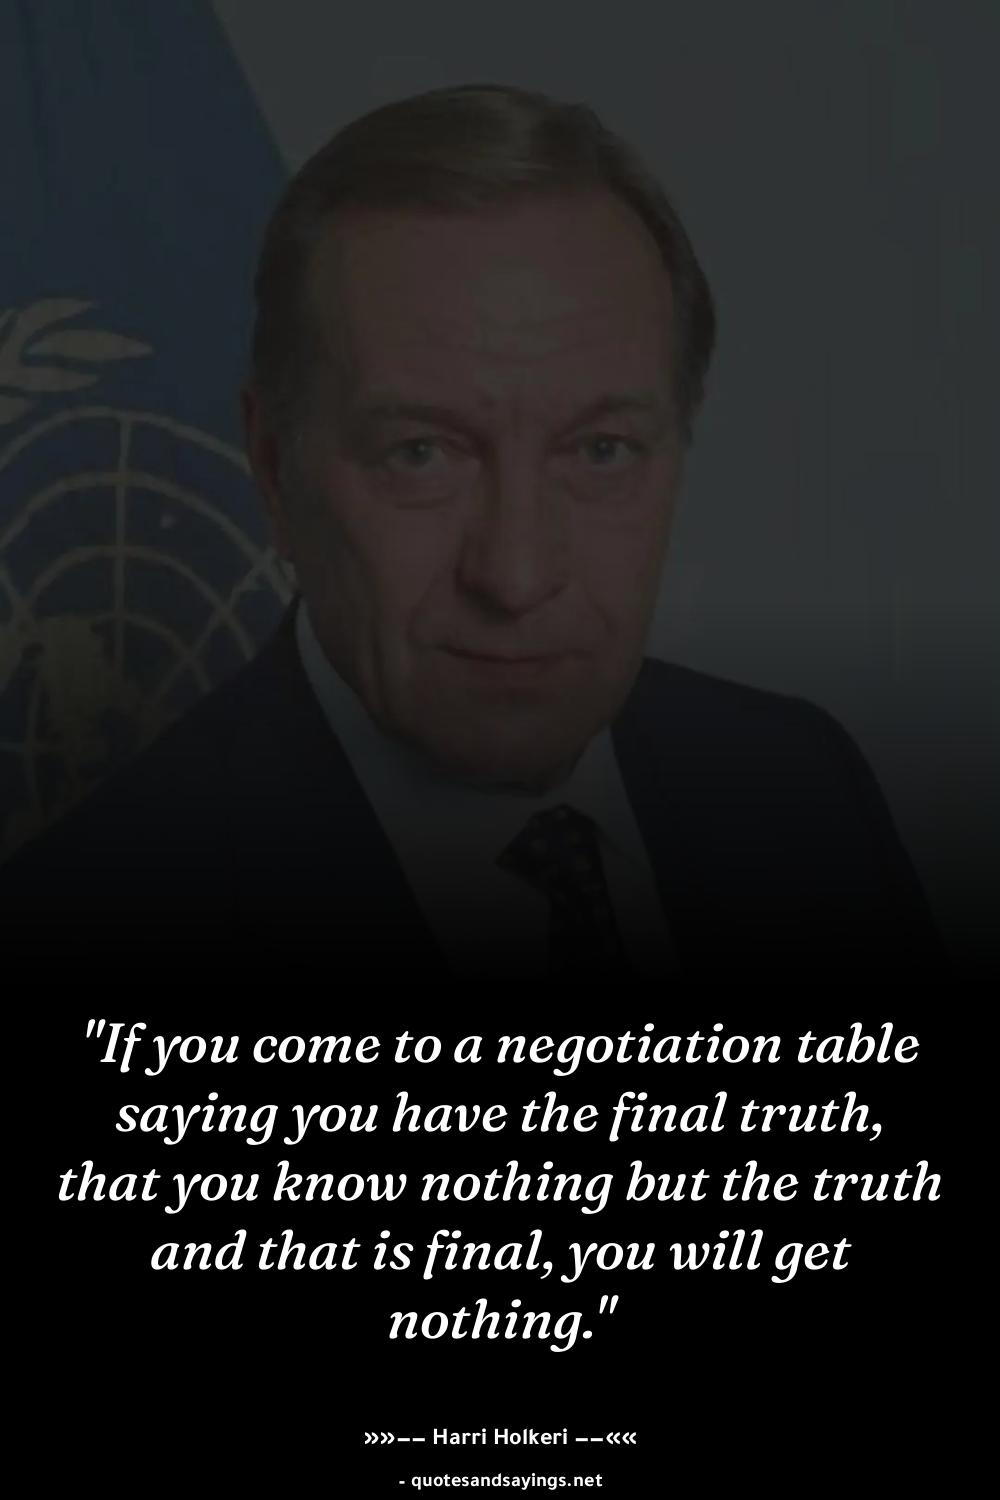 "If you come to a negotiation table
saying you have the final truth,
that you know nothing but the truth
and that is final, you will get
nothing."
»»−− Harri Holkeri −−««
- quotesandsayings.net